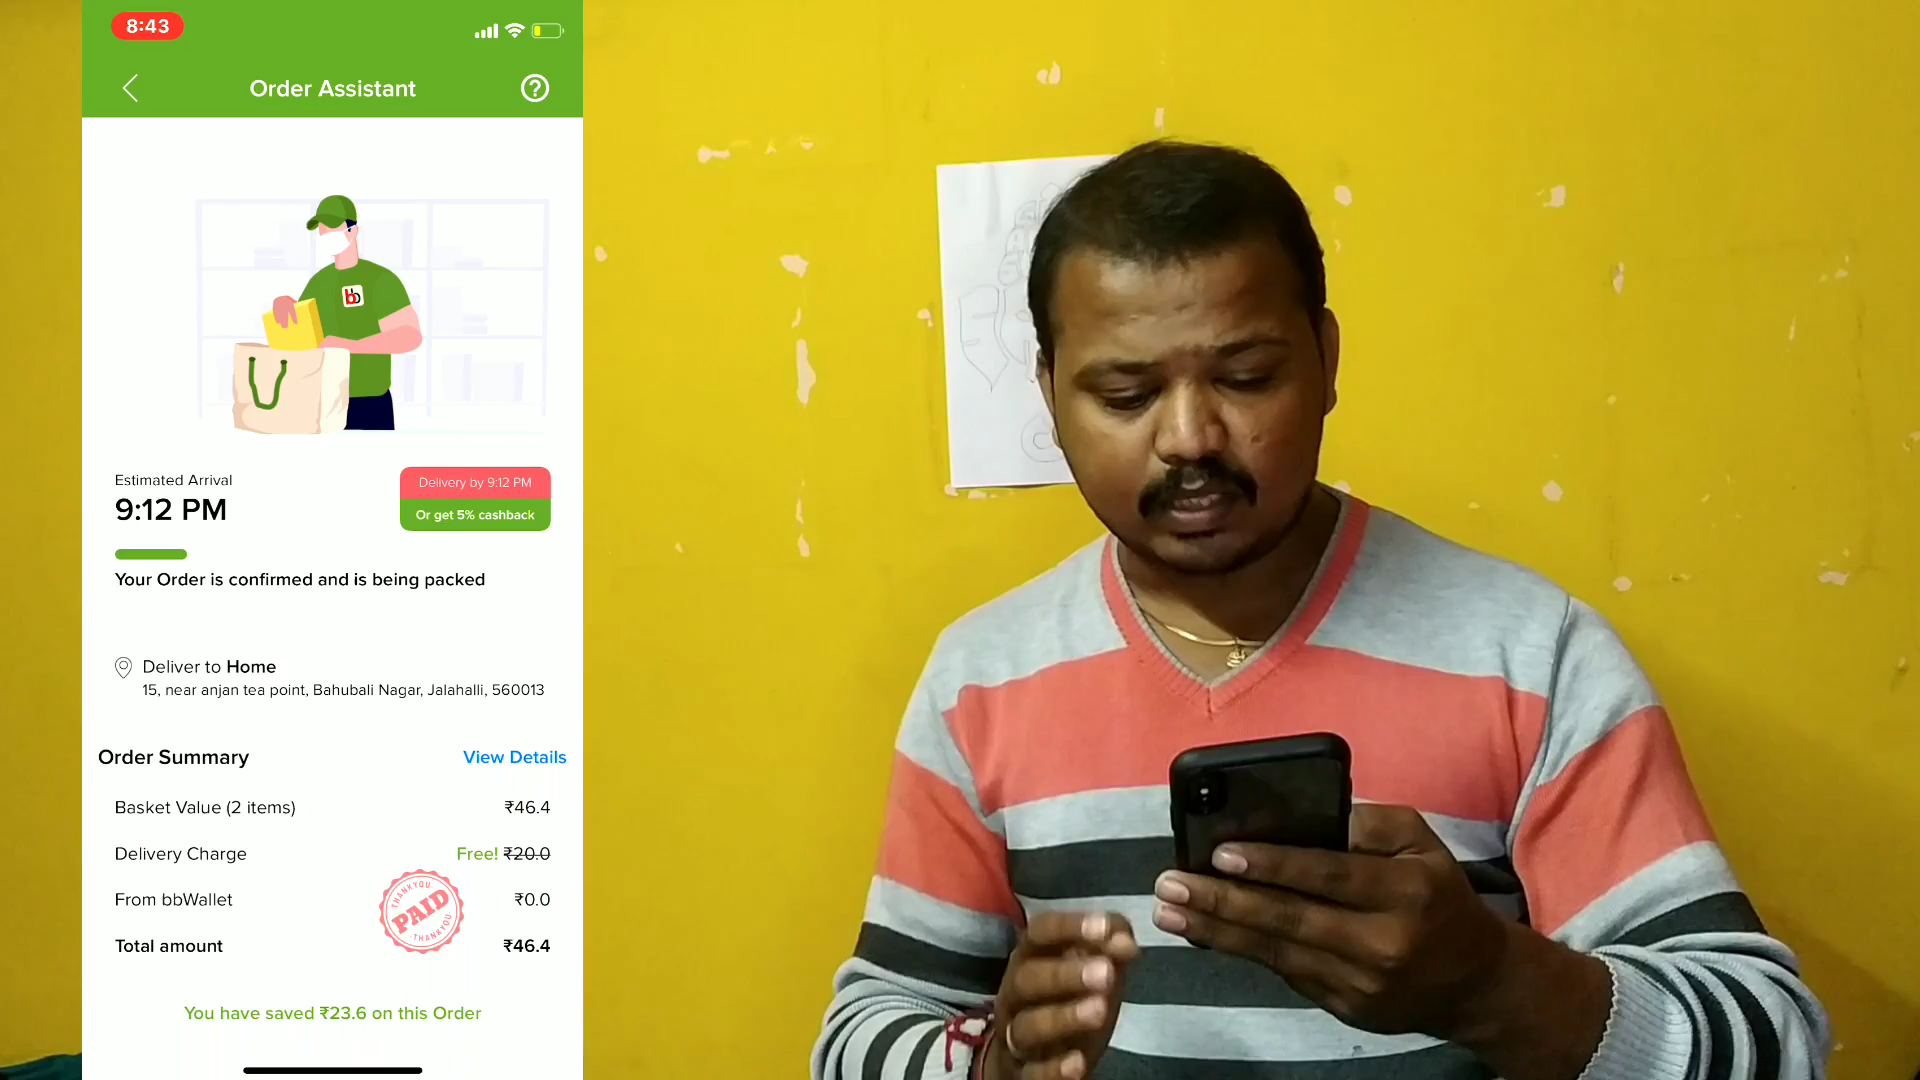 8:43
Order Assistant
?
bb
Estimated Arrival
9:12 PM
Delivery by 9:12 PM
Or get 5% cashback
Your Order is confirmed and is being packed
Deliver to Home
15, near anjan tea point, Bahubali Nagar, Jalahalli, 560013
Order Summary
View Details
Basket Value (2 items)
₹46.4
Delivery Charge
Free! ₹20.0
From bbWallet
₹0.0
THANKYOU
PAID
THANKYOU
Total amount
₹46.4
You have saved ₹23.6 on this Order